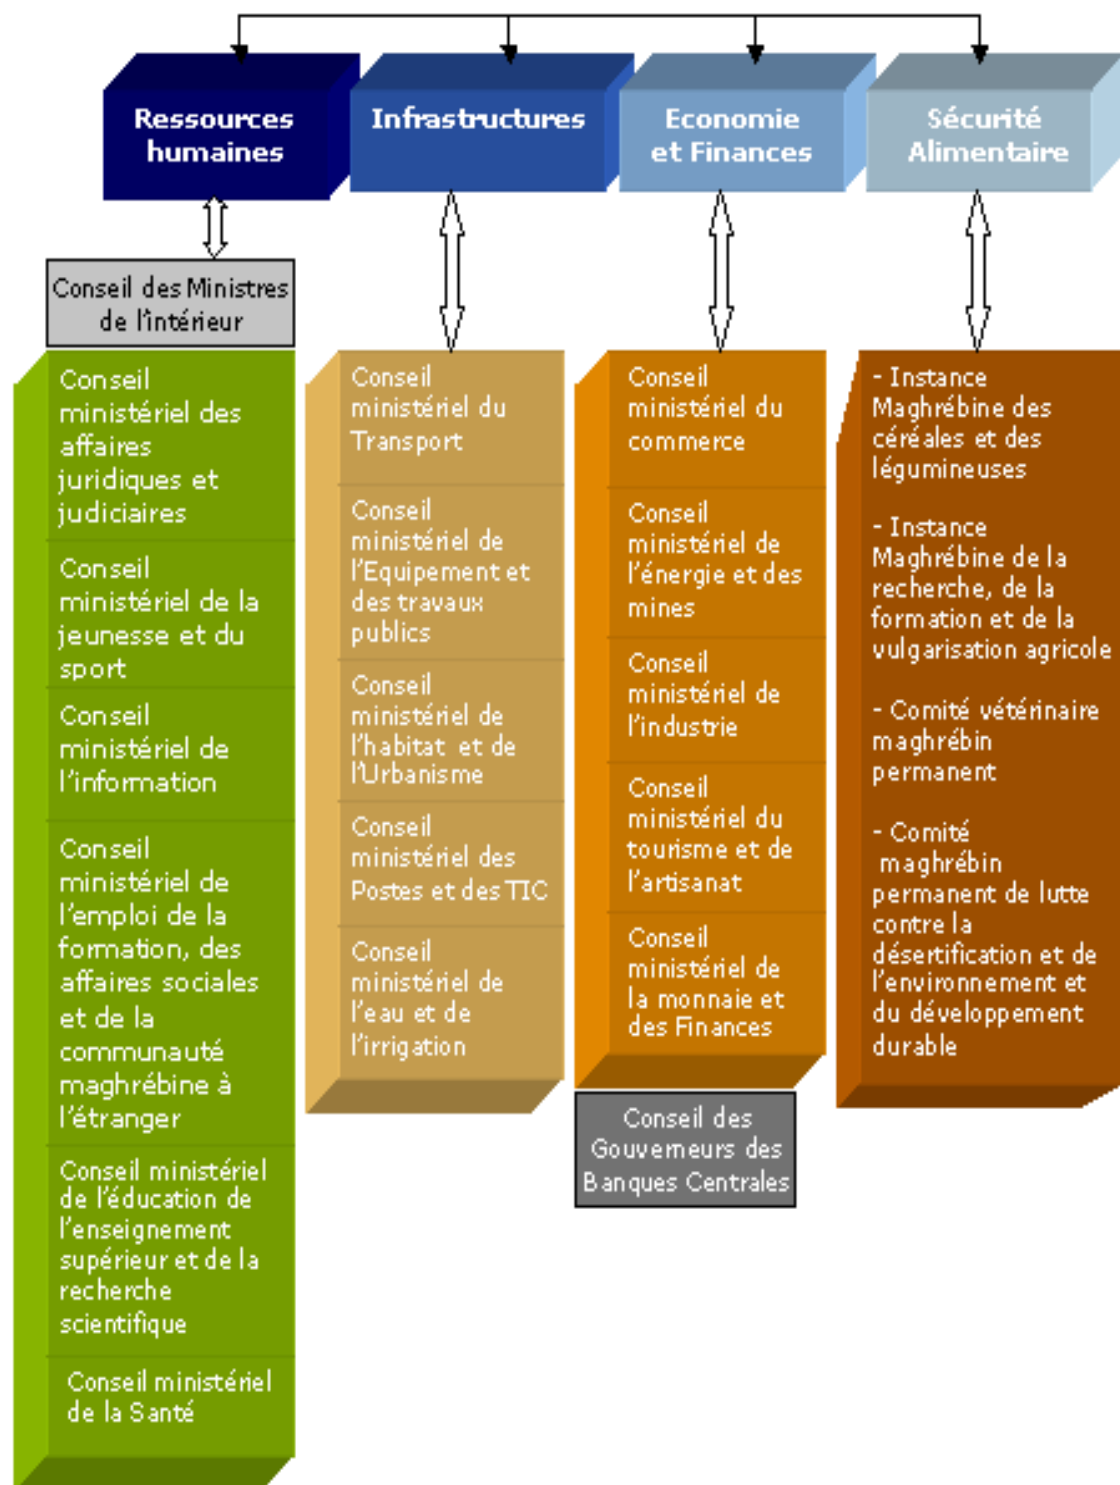 Ressources
humaines
Infrastructures
Economie
et Finances
Sécurité
Alimentaire
Conseil des Ministres
de l'intérieur
Conseil
ministériel des
affaires
juridiques et
judiciaires
Conseil
ministériel de la
jeunesse et du
sport
Conseil
ministériel de
l'information
Conseil
ministériel de
l'emploi de la
formation, des
affaires sociales
et de la
communauté
maghrébine à
l'étranger
Conseil ministériel
de l'éducation de
l'enseignement
supérieur et de la
recherche
scientifique
Conseil ministériel
de la Santé
Conseil
ministériel du
Transport
Conseil
ministériel de
l'Equipement et
des travaux
publics
Conseil
ministériel de
l'habitat et de
l'Urbanisme
Conseil
ministériel des
Postes et des TIC
Conseil
ministériel de
l'eau et de
l'irrigation
Conseil
ministériel du
commerce
Conseil
ministériel de
l'énergie et des
mines
Conseil
ministériel de
l'industrie
Conseil
ministériel du
tourisme et de
l'artisanat
Conseil
ministériel de
la monnaie et
des Finances
Conseil des
Gouverneurs des
Banques Centrales
- Instance
Maghrébine des
céréales et des
légumineuses
- Instance
Maghrébine de la
recherche, de la
formation et de la
vulgarisation agricole
- Comité vétérinaire
maghrébin
permanent
- Comité
maghrébin
permanent de lutte
contre la
désertification et de
l'environnement et
du développement
durable